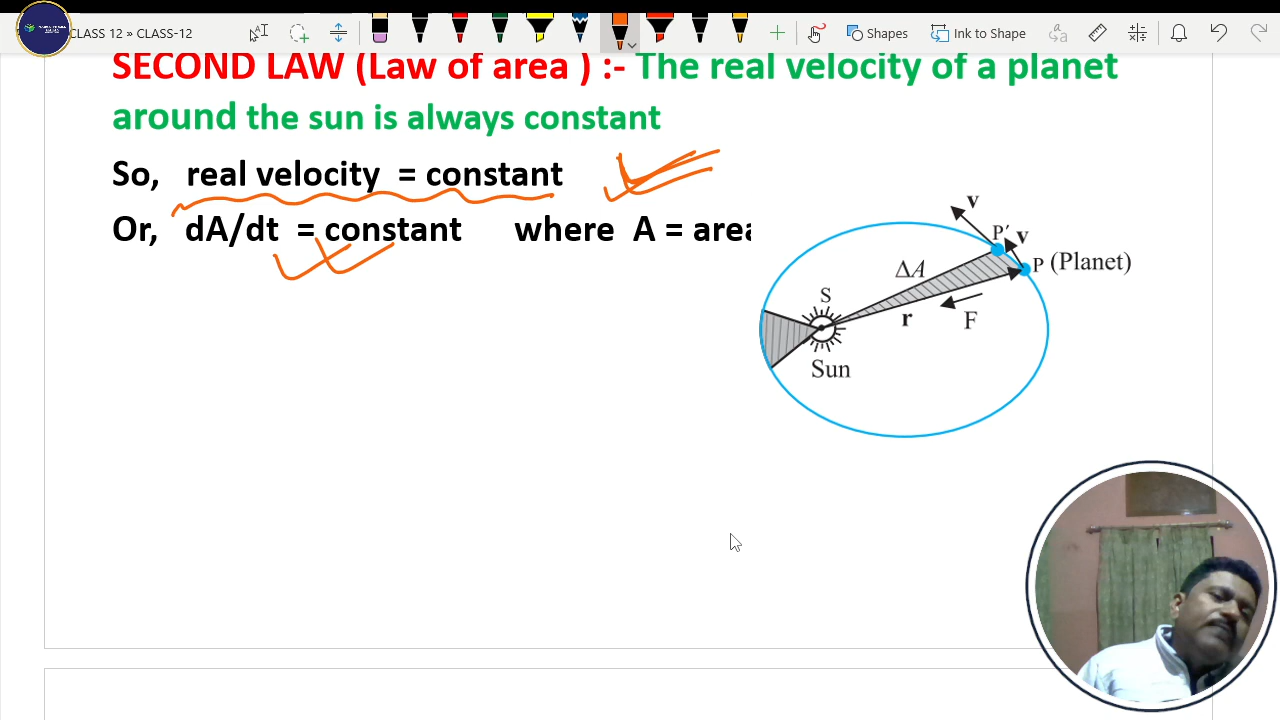 CLASS 12 » CLASS-12
Shapes
Ink to Shape
SECOND LAW (Law of area ) :- The real velocity of a planet
around the sun is always constant
So, real velocity = constant
Or, dA/dt = constant where A = area
v
P′ v
P (Planet)
ΔA
S
r
F
Sun